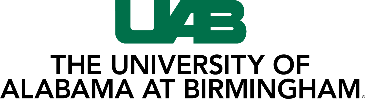 UAB
THE UNIVERSITY OF
ALABAMA AT BIRMINGHAM